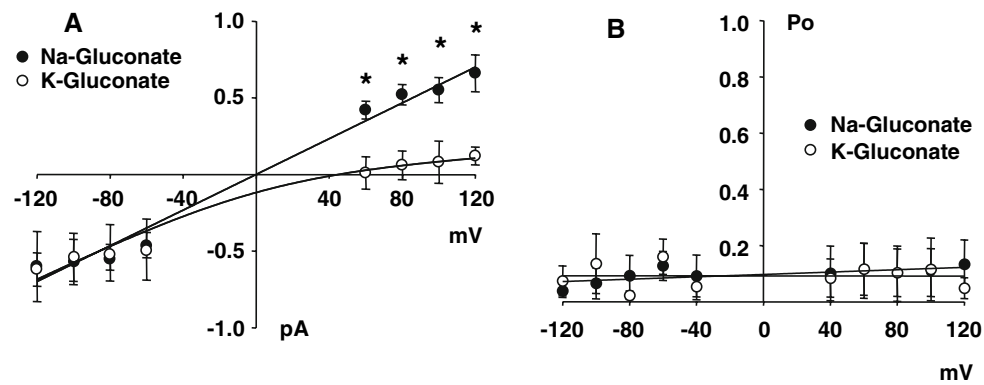 A
Na-Gluconate
K-Gluconate
1.0
0.5
-0.5
-1.0
pA
* * * *
-120 -80 -40 40 80 120
mV
B
Po
1.0
0.8
0.6
0.4
0.2
Na-Gluconate
K-Gluconate
-120 -80 -40 0 40 80 120
mV